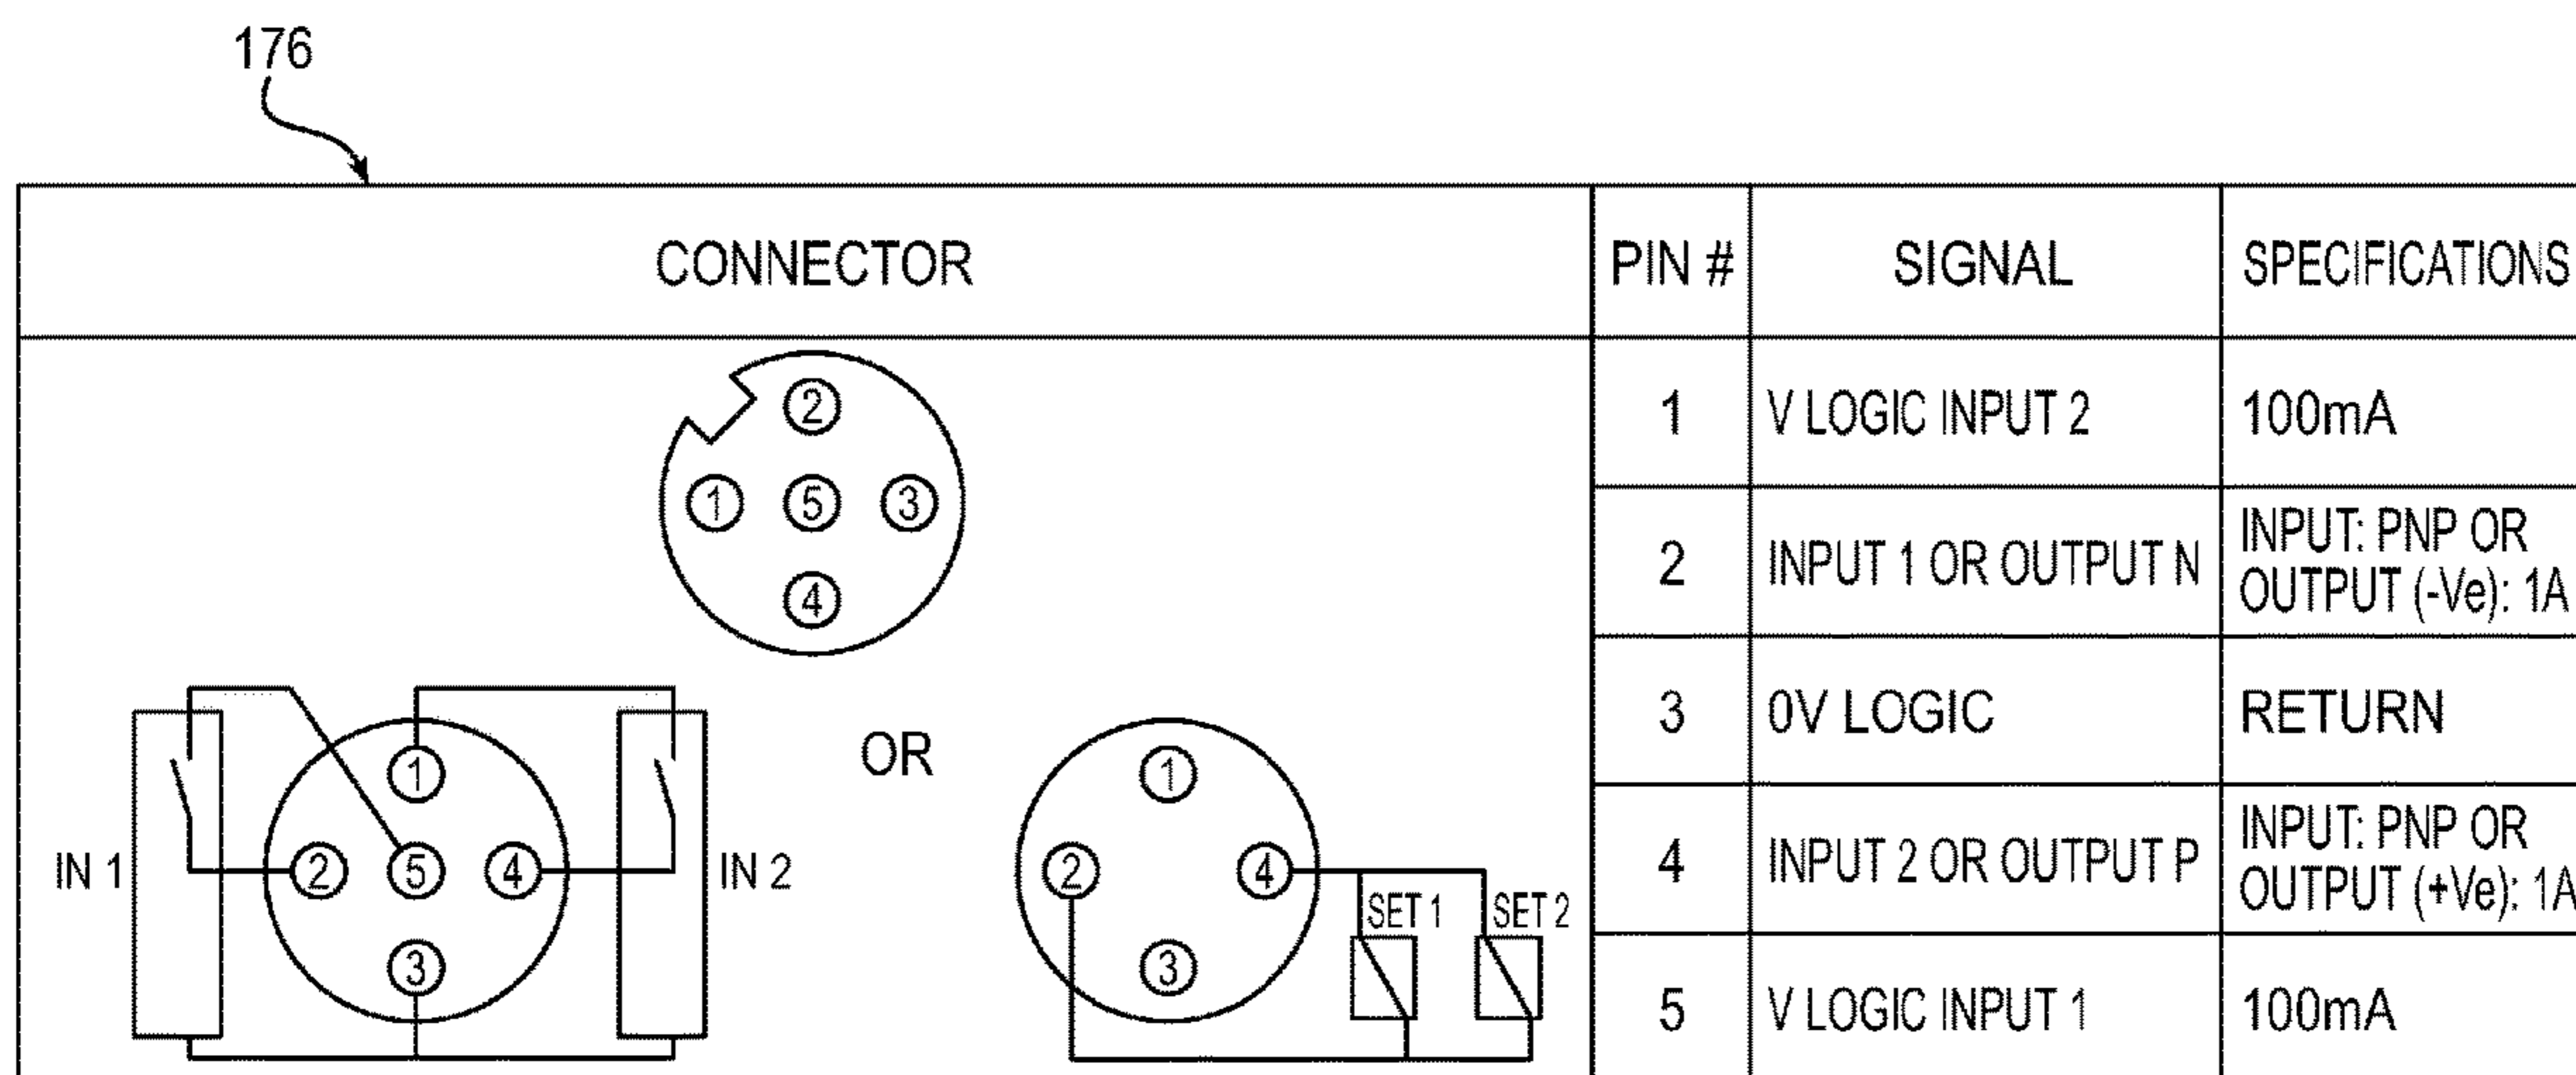 176
CONNECTOR PIN # SIGNAL SPECIFICATIONS
2
1 5 3
4
1
2 5 4
3
IN 1
IN 2
OR
1
2 4
3
SET 1 SET 2
1 V LOGIC INPUT 2 100mA
2 INPUT 1 OR OUTPUT N INPUT: PNP OR
OUTPUT (-Ve): 1A
3 0V LOGIC RETURN
4 INPUT 2 OR OUTPUT P INPUT: PNP OR
OUTPUT (+Ve): 1A
5 V LOGIC INPUT 1 100mA